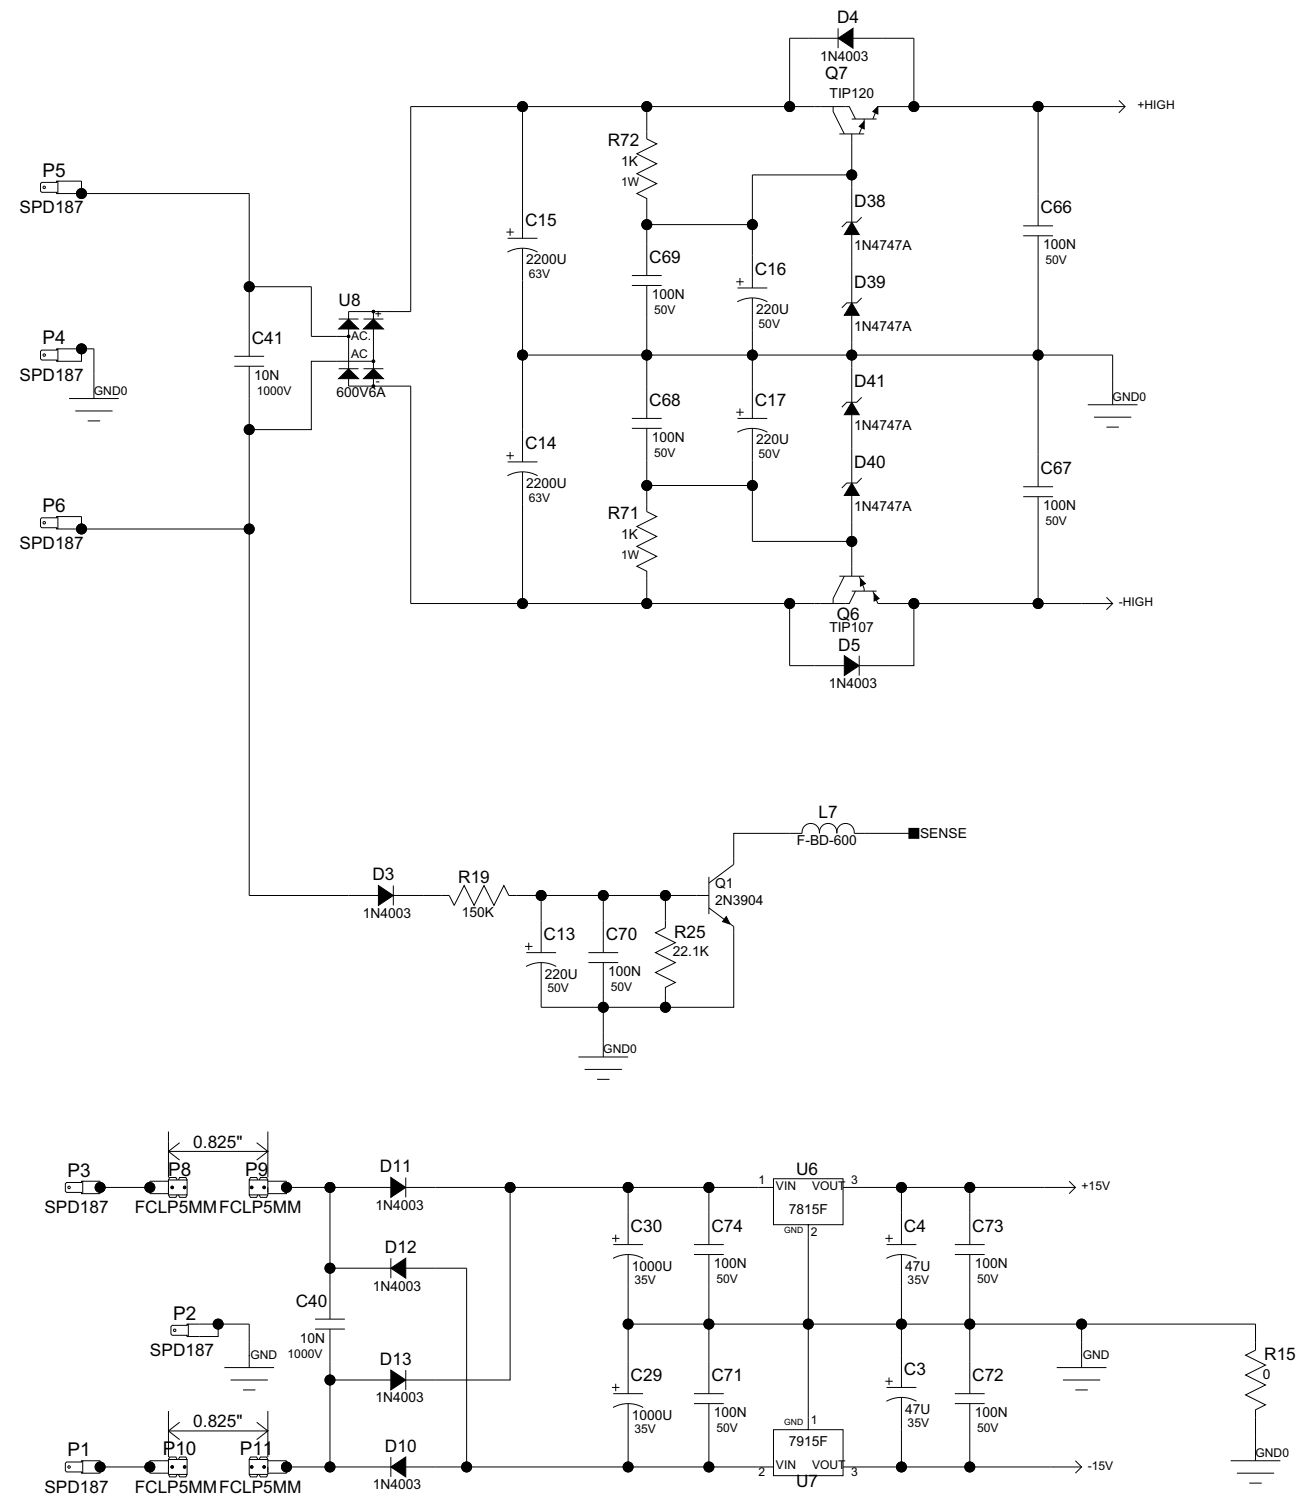 D4
1N4003
Q7
TIP120
+HIGH
R72
1K
1W
P5
SPD187
D38
1N4747A
C66
100N
50V
C15
+
2200U
63V
C69
100N
50V
C16
+
220U
50V
D39
1N4747A
U8
+
AC.
AC
-
600V6A
P4
SPD187
GND0
C41
10N
1000V
D41
1N4747A
GND0
C68
100N
50V
C17
+
220U
50V
C14
+
2200U
63V
D40
1N4747A
C67
100N
50V
P6
SPD187
R71
1K
1W
Q6
TIP107
-HIGH
D5
1N4003
L7
F-BD-600
SENSE
D3
1N4003
R19
150K
Q1
2N3904
C13
+
220U
50V
C70
100N
50V
R25
22.1K
GND0
0.825"
P3
SPD187
P8
FCLP5MM
P9
FCLP5MM
D11
1N4003
U6
1 VIN VOUT 3
7815F
GND 2
+15V
D12
1N4003
C30
+
1000U
35V
C74
100N
50V
C4
+
47U
35V
C73
100N
50V
C40
10N
1000V
P2
SPD187
GND
D13
1N4003
C29
+
1000U
35V
C71
100N
50V
C3
+
47U
35V
C72
100N
50V
GND
R15
0
0.825"
P1
SPD187
P10
FCLP5MM
P11
FCLP5MM
D10
1N4003
GND 1
7915F
2 VIN VOUT 3
U7
-15V
GND0